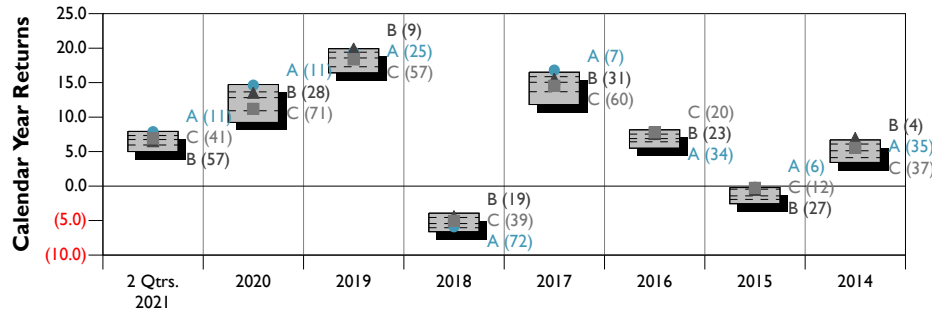 Calendar Year Returns
25.0
20.0
15.0
10.0
5.0
0.0
(5.0)
(10.0)
A (11)
C (41)
B (57)
A (11)
B (28)
C (71)
B (9)
A (25)
C (57)
B (19)
C (39)
A (72)
A (7)
B (31)
C (60)
C (20)
B (23)
A (34)
A (6)
C (12)
B (27)
B (4)
A (35)
C (37)
2 Qtrs. 2020 2019 2018 2017 2016 2015 2014
2021